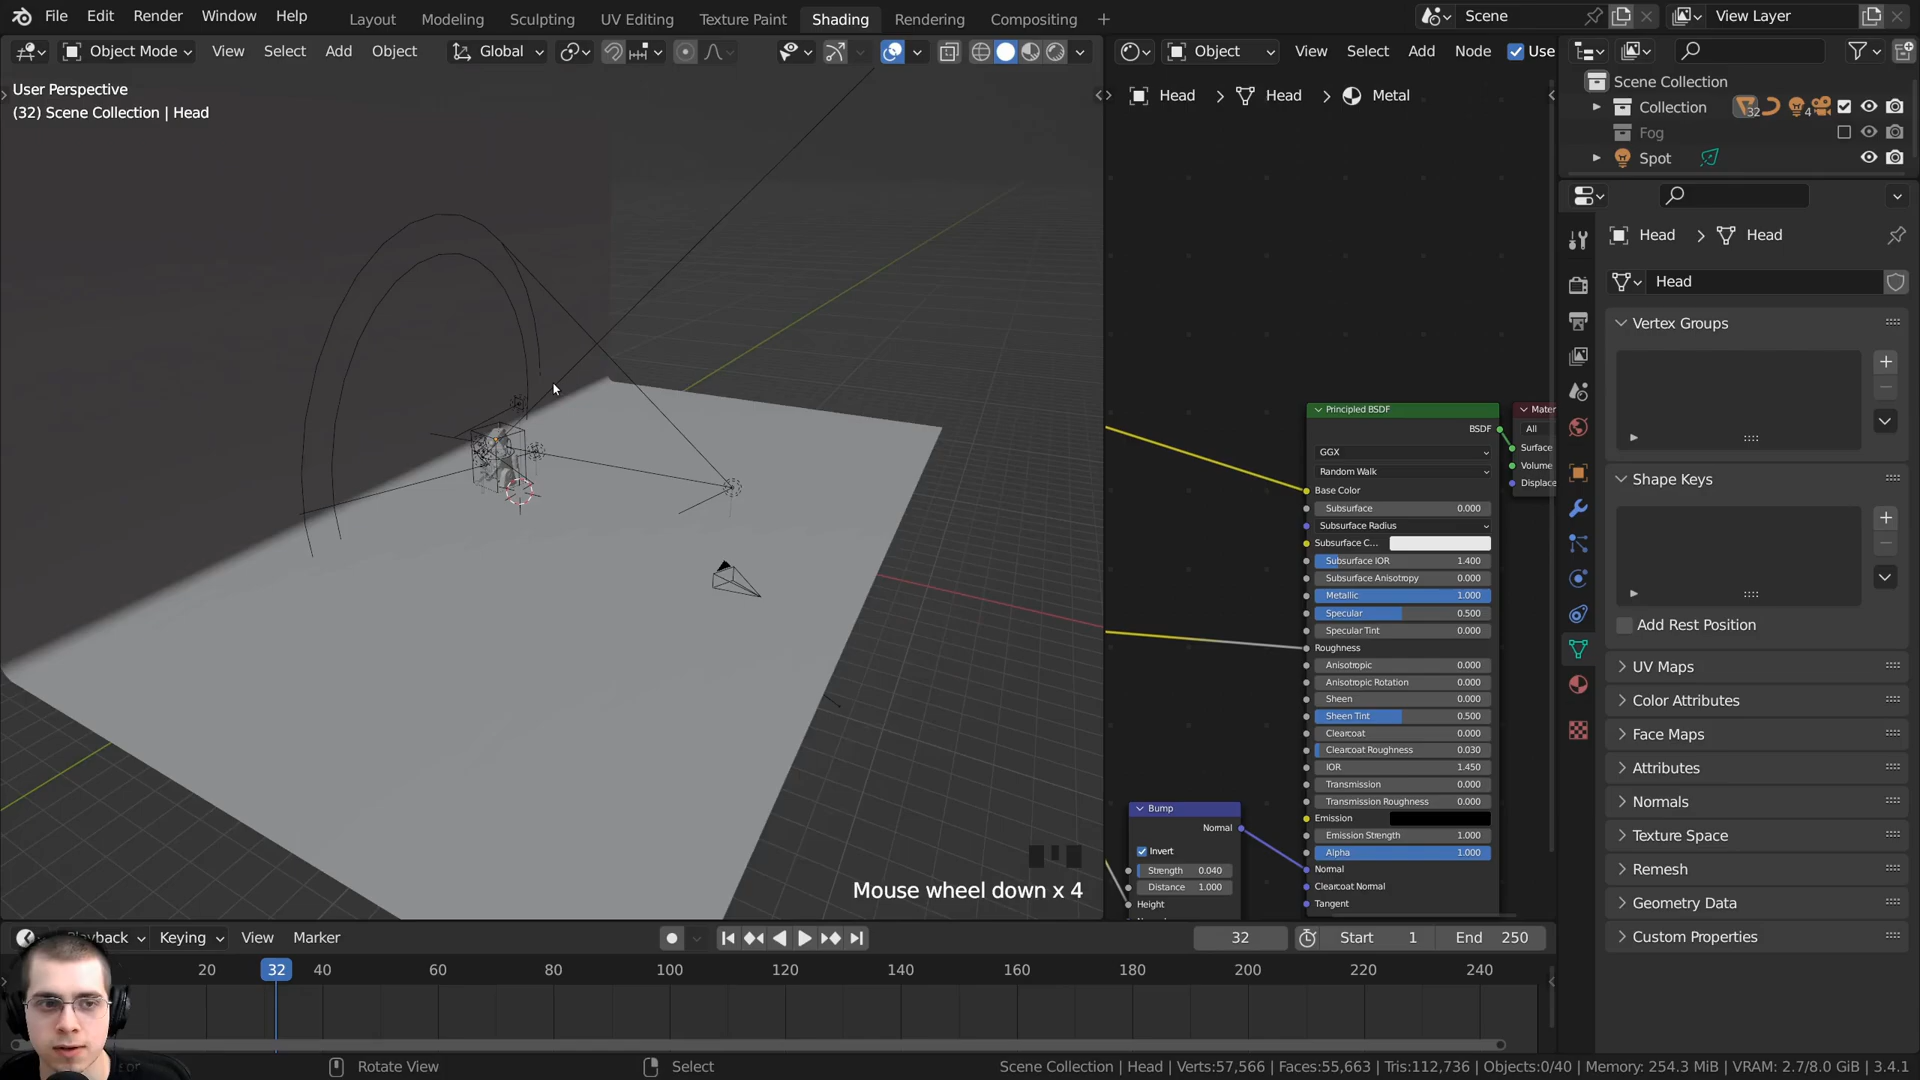 File Edit Render Window Help Layout Modeling Sculpting UV Editing Texture Paint Shading Rendering Compositing + Scene View Layer
Object Mode View Select Add Object Global Object View Select Add Node Use
User Perspective
(32) Scene Collection | Head
Head > Head > Metal
Scene Collection
Collection 32 4
Fog
Spot
Head > Head
Head
Vertex Groups
Shape Keys
Add Rest Position
UV Maps
Color Attributes
Face Maps
Attributes
Normals
Texture Space
Remesh
Geometry Data
Custom Properties
Principled BSDF
BSDF
GGX
Random Walk
Base Color
Subsurface 0.000
Subsurface Radius
Subsurface C...
Subsurface IOR 1.400
Subsurface Anisotropy 0.000
Metallic 1.000
Specular 0.500
Specular Tint 0.000
Roughness
Anisotropic 0.000
Anisotropic Rotation 0.000
Sheen 0.000
Sheen Tint 0.500
Clearcoat 0.000
Clearcoat Roughness 0.030
IOR 1.450
Transmission 0.000
Transmission Roughness 0.000
Emission
Emission Strength 1.000
Alpha 1.000
Normal
Clearcoat Normal
Tangent
Mater
All
Surface
Volume
Displac
Bump
Normal
Invert
Strength 0.040
Distance 1.000
Height
Mouse wheel down x 4
Playback Keying View Marker 32 Start 1 End 250
20 32 40 60 80 100 120 140 160 180 200 220 240
Rotate View Select Scene Collection | Head | Verts:57,566 | Faces:55,663 | Tris:112,736 | Objects:0/40 | Memory: 254.3 MiB | VRAM: 2.7/8.0 GiB | 3.4.1